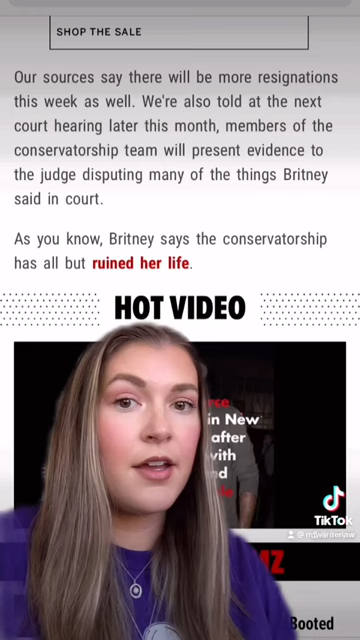 SHOP THE SALE
Our sources say there will be more resignations
this week as well. We're also told at the next
court hearing later this month, members of the
conservatorship team will present evidence to
the judge disputing many of the things Britney
said in court.
As you know, Britney says the conservatorship
has all but ruined her life.
HOT VIDEO
in New
after
TikTok
Booted